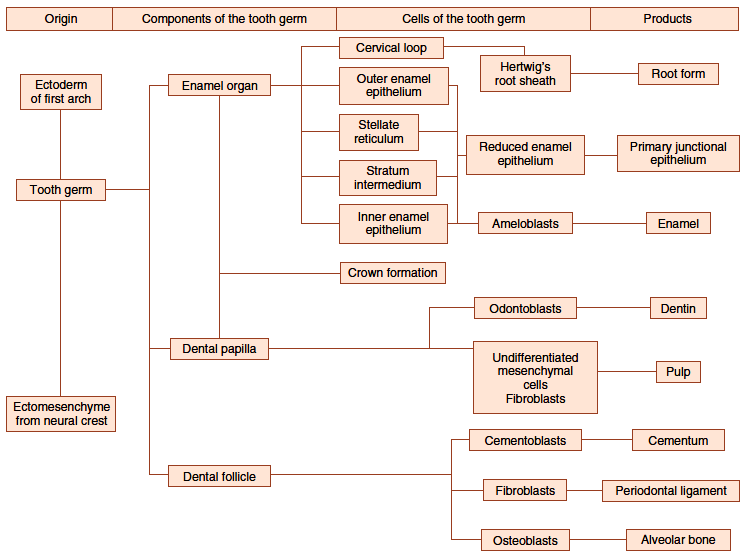 Origin
Components of the tooth germ
Cells of the tooth germ
Products
Ectoderm
of first arch
Tooth germ
Ectomesenchyme
from neural crest
Enamel organ
Dental papilla
Dental follicle
Cervical loop
Outer enamel
epithelium
Stellate
reticulum
Stratum
intermedium
Inner enamel
epithelium
Crown formation
Hertwig's
root sheath
Root form
Reduced enamel
epithelium
Primary junctional
epithelium
Ameloblasts
Enamel
Odontoblasts
Dentin
Undifferentiated
mesenchymal
cells
Fibroblasts
Pulp
Cementoblasts
Cementum
Fibroblasts
Periodontal ligament
Osteoblasts
Alveolar bone